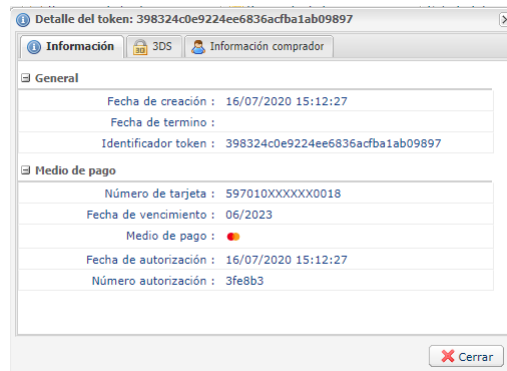 Detalle del token: 398324c0e9224ee6836acfba1ab09897
Información 3DS Información comprador
General
Fecha de creación : 16/07/2020 15:12:27
Fecha de termino :
Identificador token : 398324c0e9224ee6836acfba1ab09897
Medio de pago
Número de tarjeta : 597010XXXXXX0018
Fecha de vencimiento : 06/2023
Medio de pago :
Fecha de autorización : 16/07/2020 15:12:27
Número autorización : 3fe8b3
Cerrar